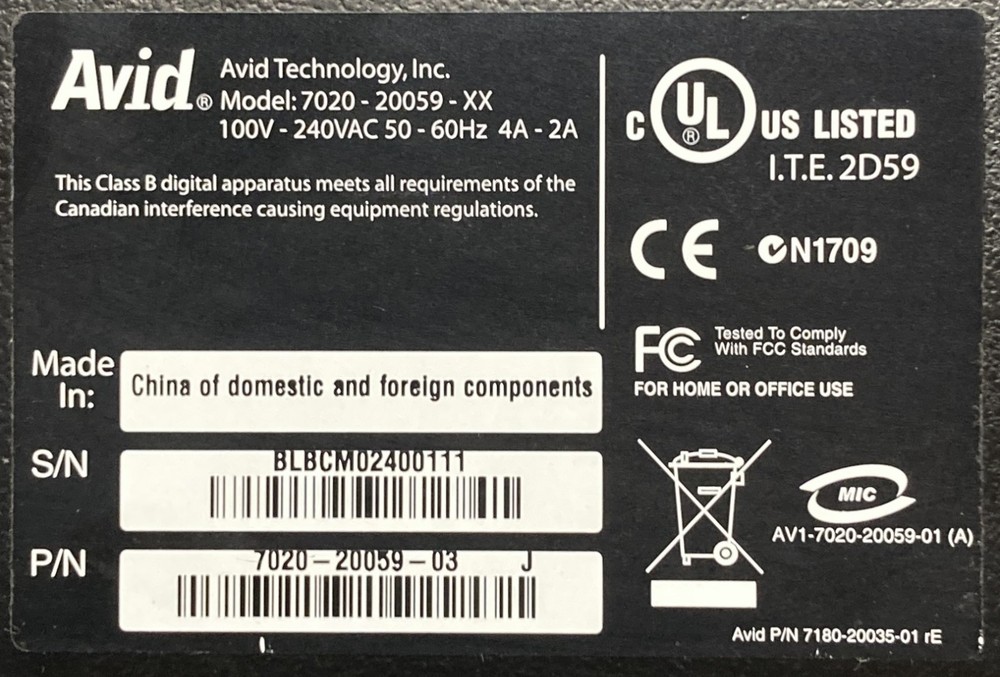 Avid® Avid Technology, Inc.
Model: 7020 - 20059 - XX
100V - 240VAC 50 - 60Hz 4A - 2A
This Class B digital apparatus meets all requirements of the
Canadian interference causing equipment regulations.
C UL® US LISTED
I.T.E. 2D59
CE N1709
FC Tested To Comply
With FCC Standards
FOR HOME OR OFFICE USE
Made
In: China of domestic and foreign components
S/N BLBCM02400111
P/N 7020-20059-03 J
MIC
AV1-7020-20059-01 (A)
Avid P/N 7180-20035-01 rE